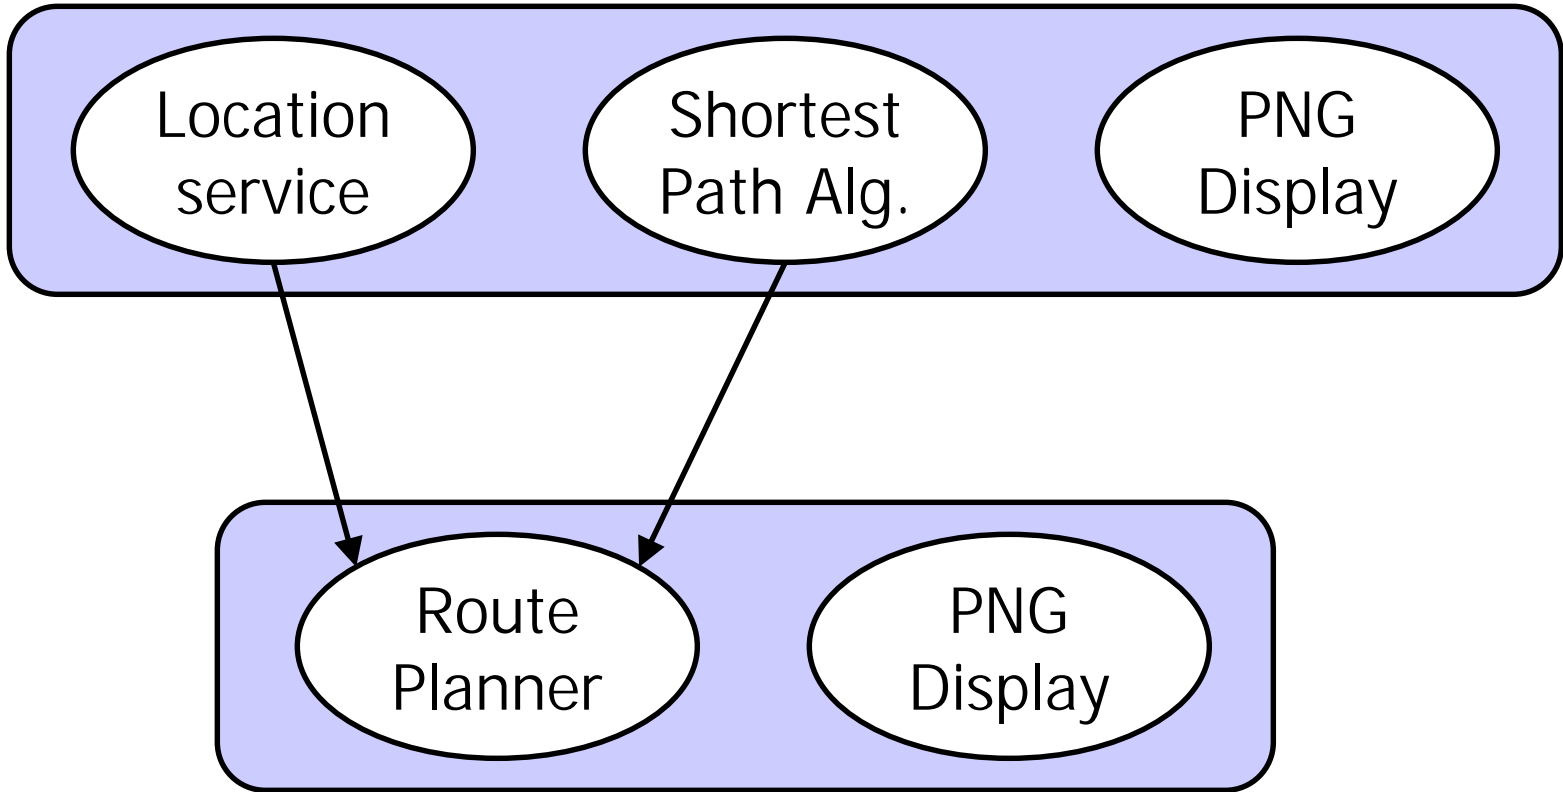 Location
service
Shortest
Path Alg.
PNG
Display
Route
Planner
PNG
Display